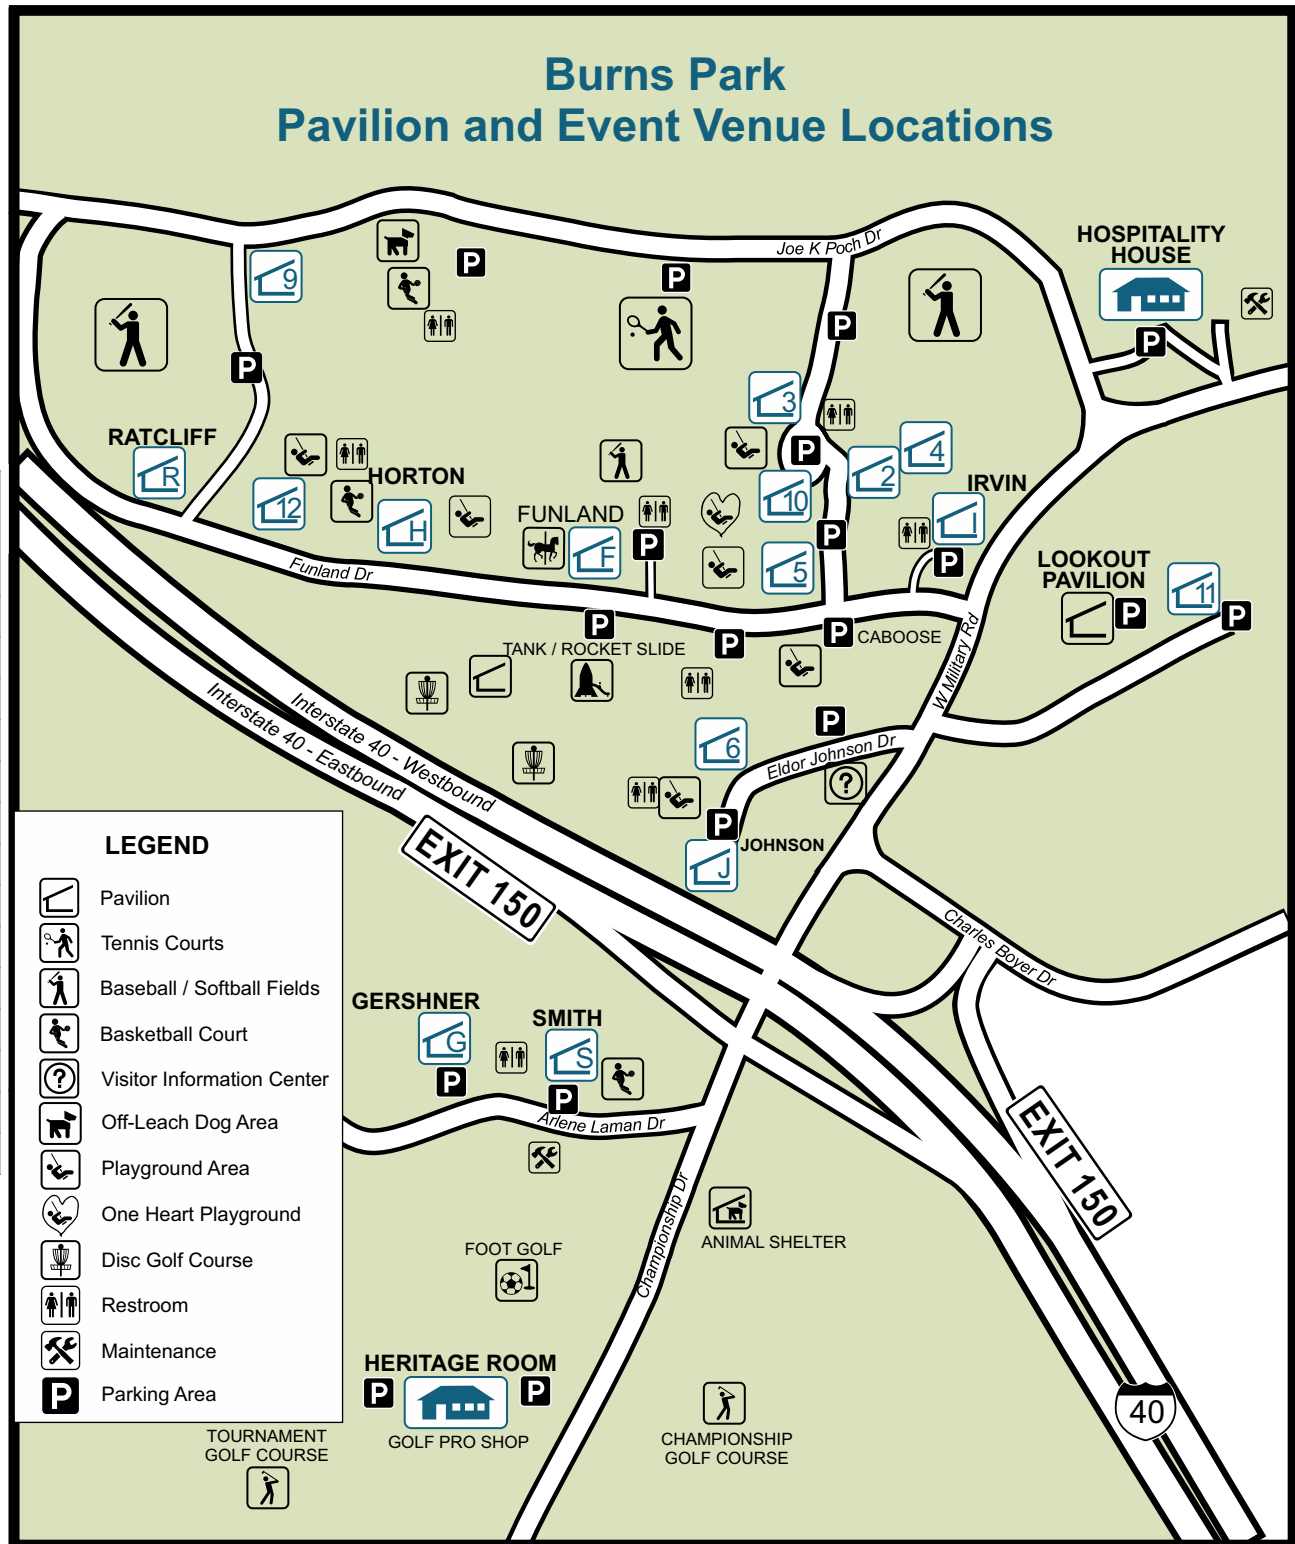 Burns Park
Pavilion and Event Venue Locations
Joe K Poch Dr
HOSPITALITY
HOUSE
9
P
P
P
P
P
P
3
RATCLIFF
R
12
HORTON
H
FUNLAND
F
P
P
10
2
4
IRVIN
I
5
P
P
LOOKOUT
PAVILION
P
11
P
Funland Dr
P
P
P
CABOOSE
TANK / ROCKET SLIDE
W Military Rd
Interstate 40 - Westbound
Interstate 40 - Eastbound
6
P
Eldor Johnson Dr
?
P
JOHNSON
J
EXIT 150
Charles Boyer Dr
LEGEND
Pavilion
Tennis Courts
Baseball / Softball Fields
Basketball Court
? Visitor Information Center
Off-Leach Dog Area
Playground Area
One Heart Playground
Disc Golf Course
Restroom
Maintenance
P Parking Area
GERSHNER
G
P
SMITH
S
P
Arlene Laman Dr
EXIT 150
Championship Dr
ANIMAL SHELTER
FOOT GOLF
HERITAGE ROOM
P
P
GOLF PRO SHOP
TOURNAMENT
GOLF COURSE
CHAMPIONSHIP
GOLF COURSE
40